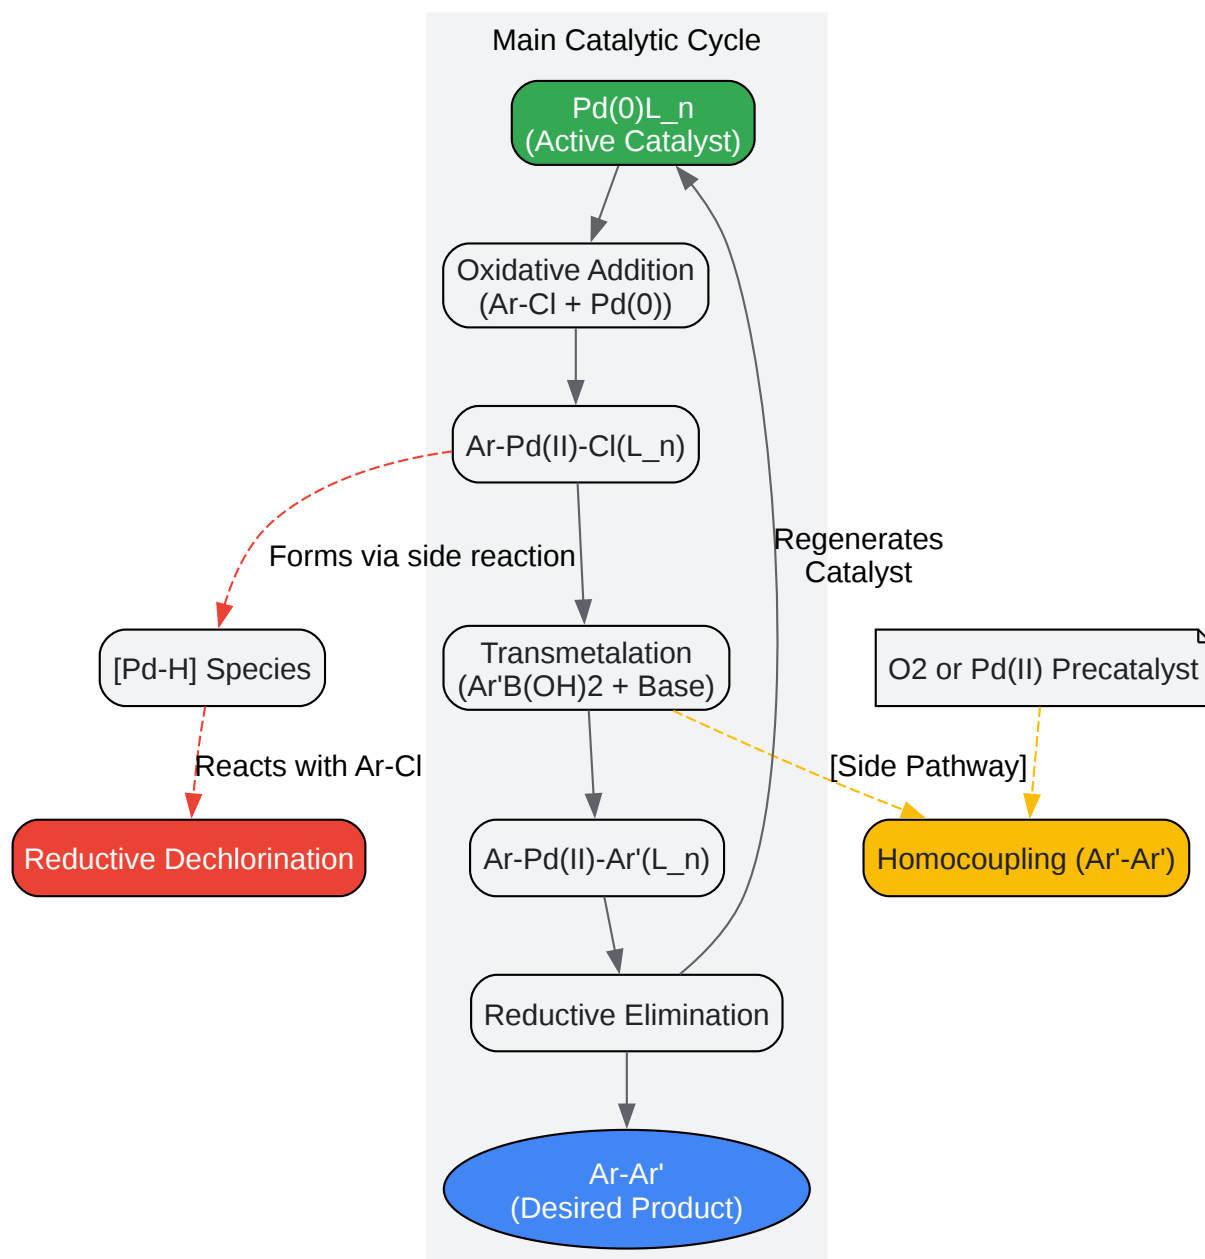 Main Catalytic Cycle
Pd(0)L_n
(Active Catalyst)
Oxidative Addition
(Ar-Cl + Pd(0))
Ar-Pd(II)-Cl(L_n)
Forms via side reaction
Regenerates
Catalyst
[Pd-H] Species
Transmetalation
(Ar'B(OH)2 + Base)
O2 or Pd(II) Precatalyst
Reacts with Ar-Cl
[Side Pathway]
Reductive Dechlorination
Ar-Pd(II)-Ar'(L_n)
Homocoupling (Ar'-Ar')
Reductive Elimination
Ar-Ar'
(Desired Product)